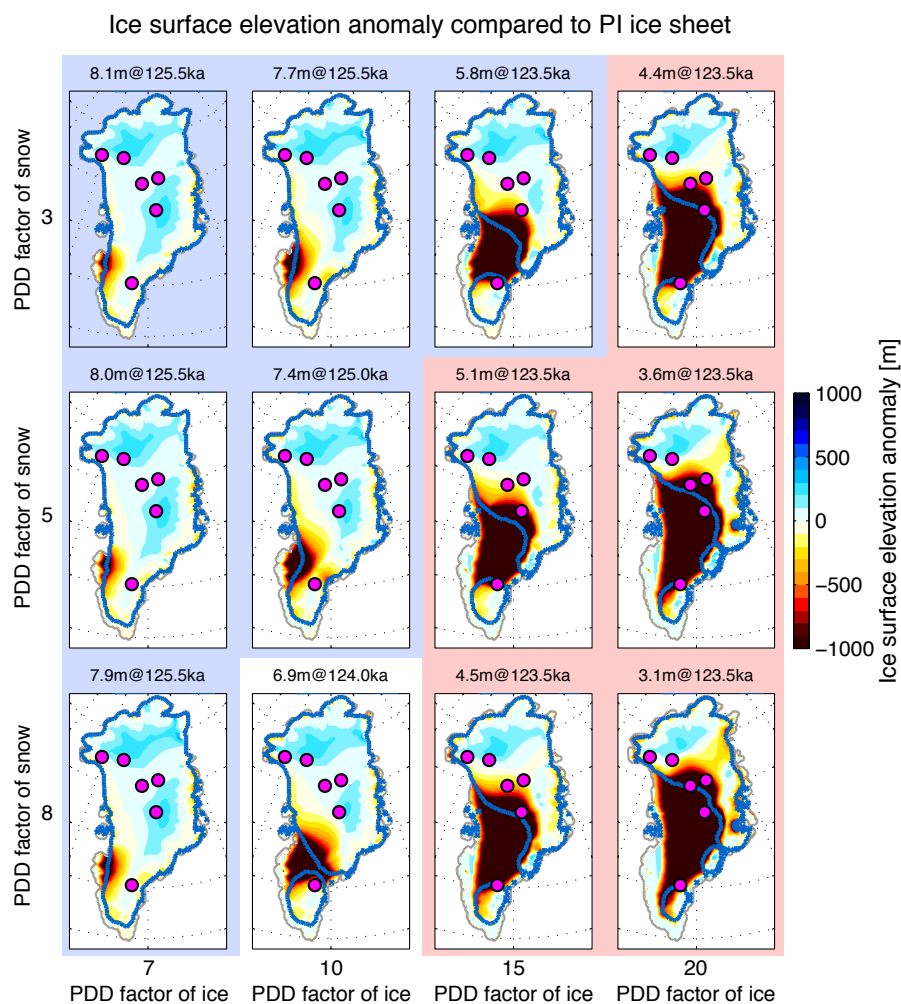 Ice surface elevation anomaly compared to PI ice sheet
8.1m@125.5ka
7.7m@125.5ka
5.8m@123.5ka
4.4m@123.5ka
PDD factor of snow
3
8.0m@125.5ka
7.4m@125.0ka
5.1m@123.5ka
3.6m@123.5ka
PDD factor of snow
5
7.9m@125.5ka
6.9m@124.0ka
4.5m@123.5ka
3.1m@123.5ka
PDD factor of snow
8
7
10
15
20
PDD factor of ice
PDD factor of ice
PDD factor of ice
PDD factor of ice
1000
500
0
−500
−1000
Ice surface elevation anomaly [m]